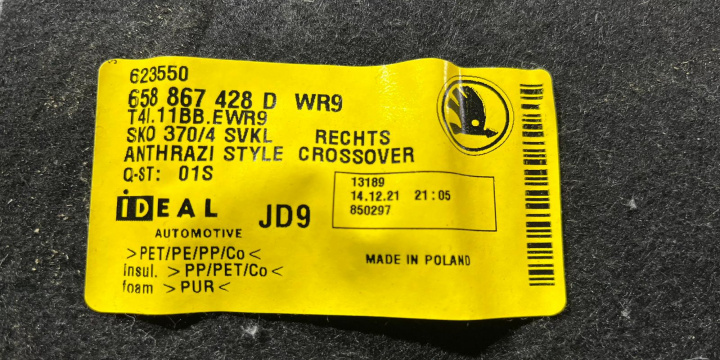 623550
658 867 428 D WR9
T4I.11BB.EWR9
SKO 370/4 SVKL RECHTS
ANTHRAZI STYLE CROSSOVER
Q-ST: 01S
13189
14.12.21 21:05
850297
iDEAL JD9
AUTOMOTIVE
>PET/PE/PP/Co<
insul. >PP/PET/Co<
foam >PUR<
MADE IN POLAND